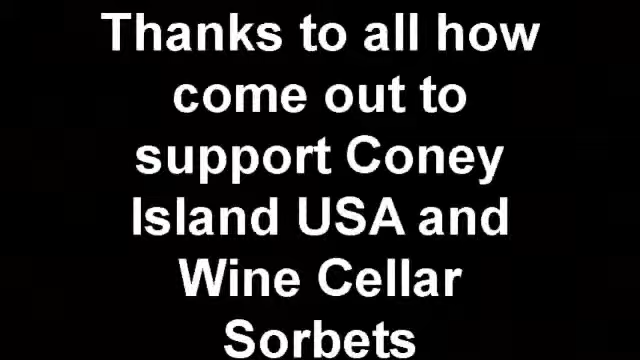 Thanks to all how
come out to
support Coney
Island USA and
Wine Cellar
Sorbets